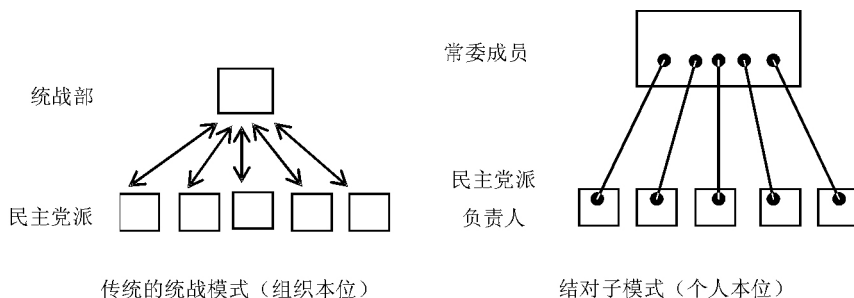 统战部
民主党派
传统的统战模式（组织本位）
常委成员
民主党派
负责人
结对子模式（个人本位）